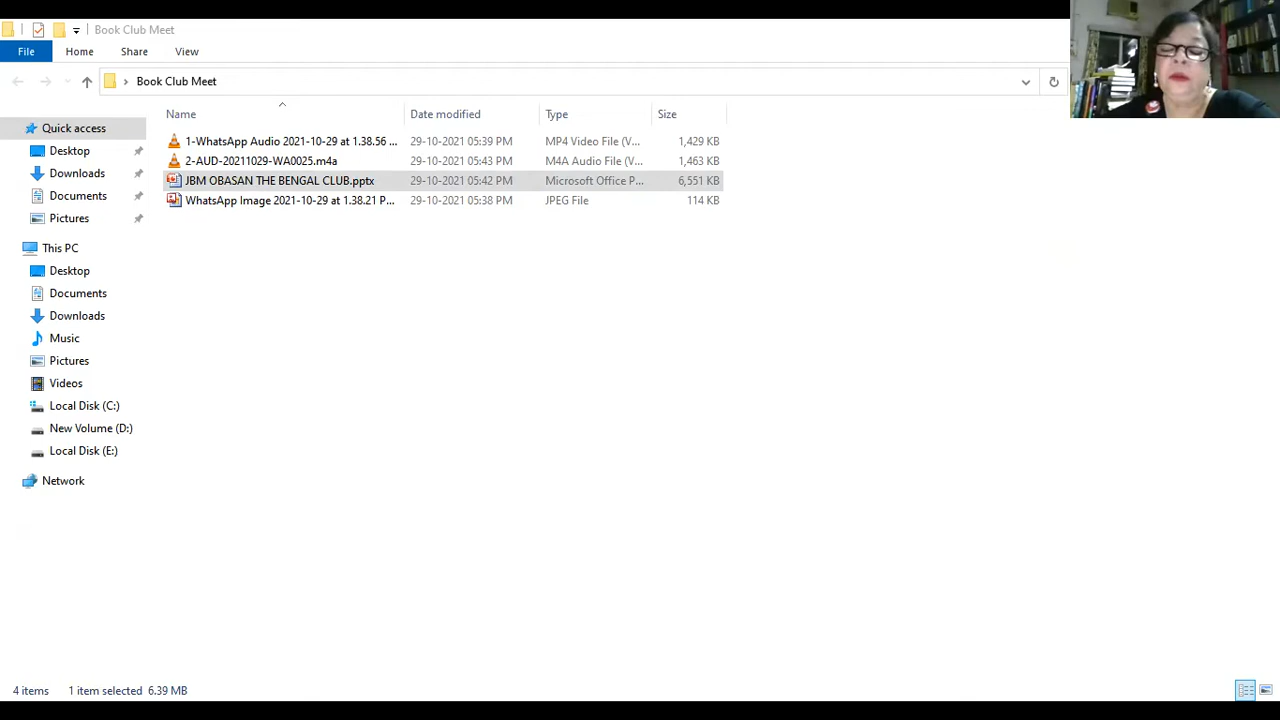 Book Club Meet
File Home Share View
Book Club Meet
Name Date modified Type Size
Quick access
1-WhatsApp Audio 2021-10-29 at 1.38.56 ... 29-10-2021 05:39 PM MP4 Video File (V... 1,429 KB
Desktop
2-AUD-20211029-WA0025.m4a 29-10-2021 05:43 PM M4A Audio File (V... 1,463 KB
Downloads
JBM OBASAN THE BENGAL CLUB.pptx 29-10-2021 05:42 PM Microsoft Office P... 6,551 KB
Documents
WhatsApp Image 2021-10-29 at 1.38.21 P... 29-10-2021 05:38 PM JPEG File 114 KB
Pictures
This PC
Desktop
Documents
Downloads
Music
Pictures
Videos
Local Disk (C:)
New Volume (D:)
Local Disk (E:)
Network
4 items 1 item selected 6.39 MB